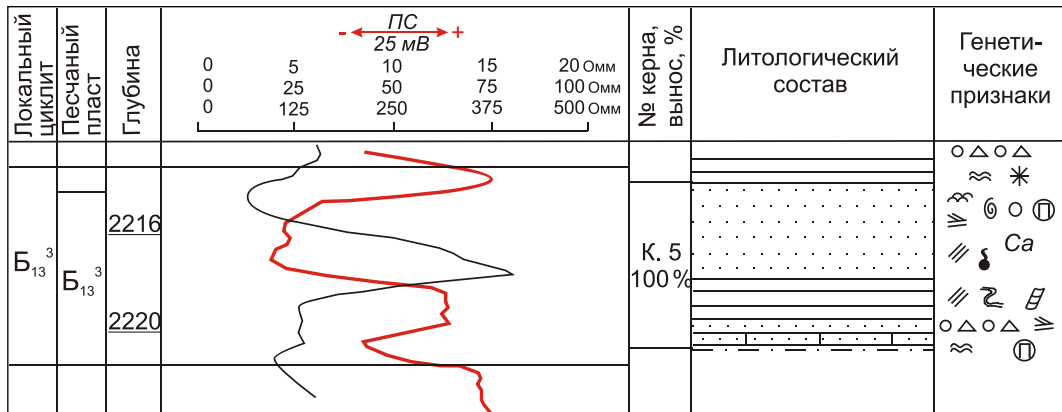 Локальный
циклит
Песчаный
пласт
Глубина
- ПС +
25 мВ
0 5 10 15 20 Омм
0 25 50 75 100 Омм
0 125 250 375 500 Омм
№ керна,
вынос, %
Литологический
состав
Генети-
ческие
признаки
Б₁₃³
Б₁₃³
2216
2220
К. 5
100 %
П
Ca
П